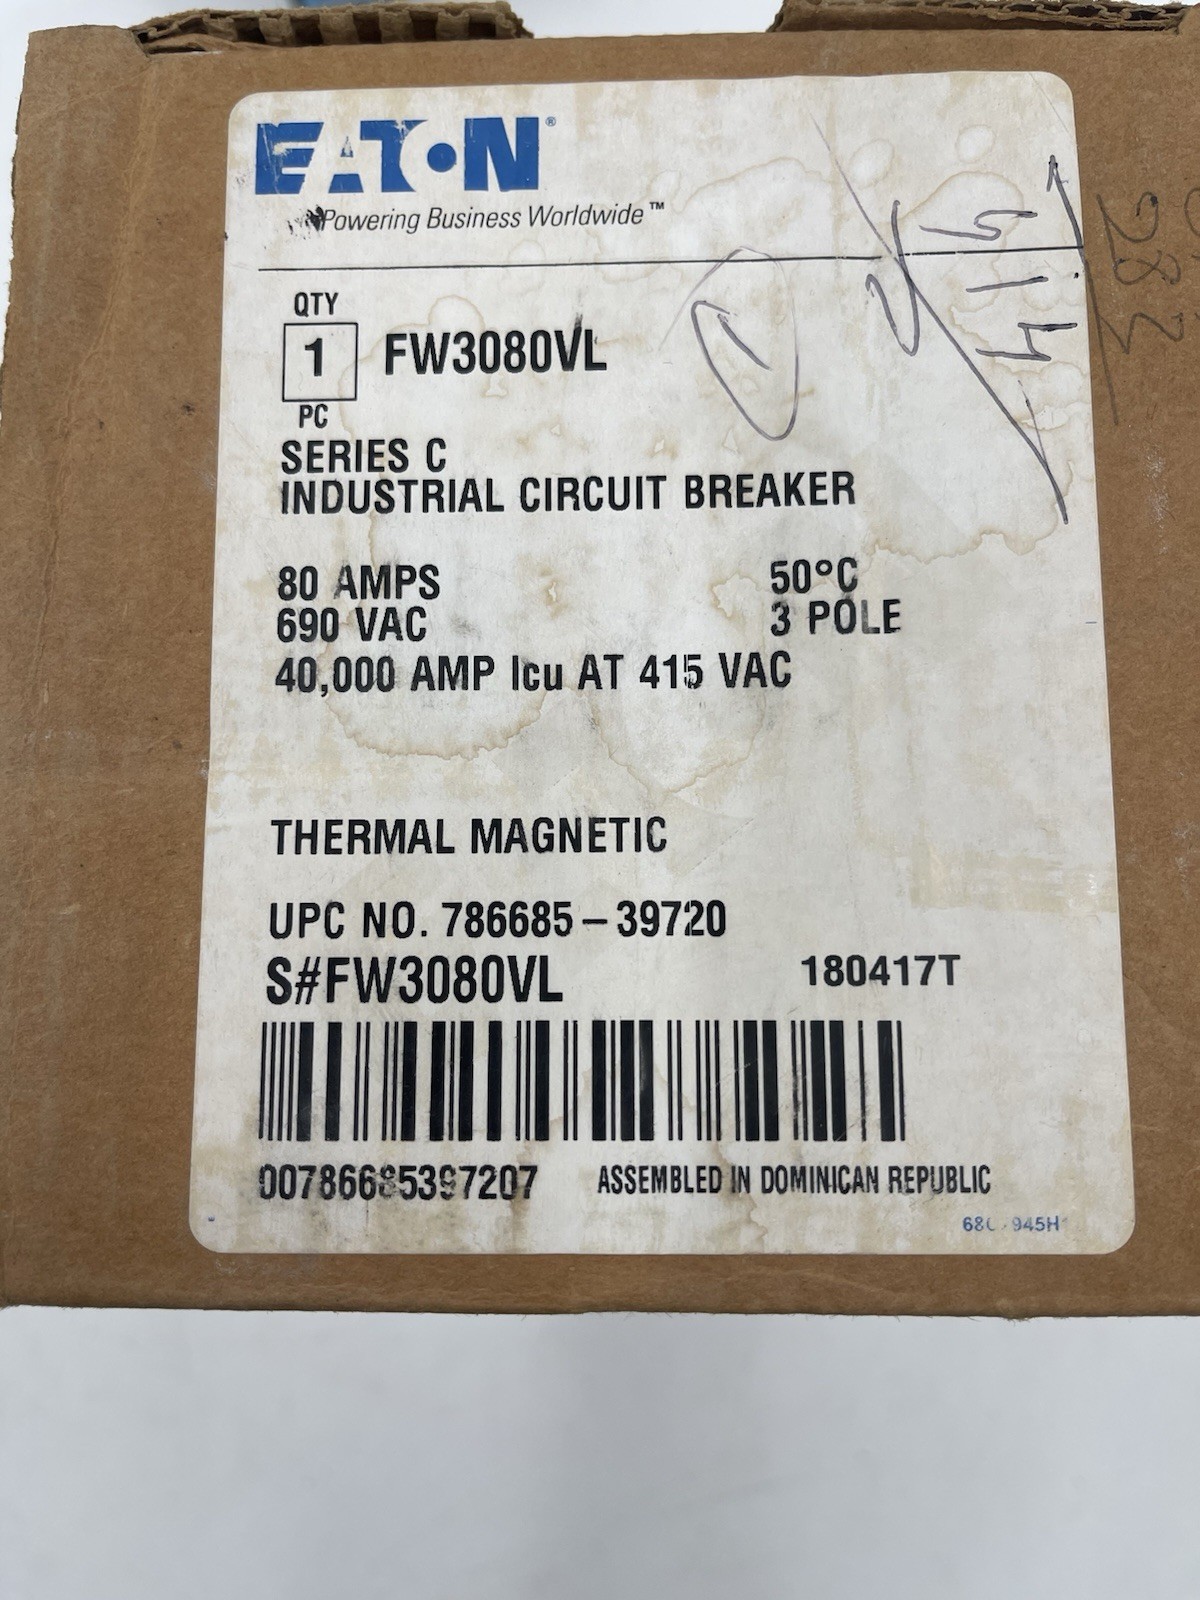 EATON®
Powering Business Worldwide™
QTY
1
PC
FW3080VL
SERIES C
INDUSTRIAL CIRCUIT BREAKER
80 AMPS 50°C
690 VAC 3 POLE
40,000 AMP Icu AT 415 VAC
THERMAL MAGNETIC
UPC NO. 786685-39720
S#FW3080VL 180417T
00786685397207 ASSEMBLED IN DOMINICAN REPUBLIC
1
282